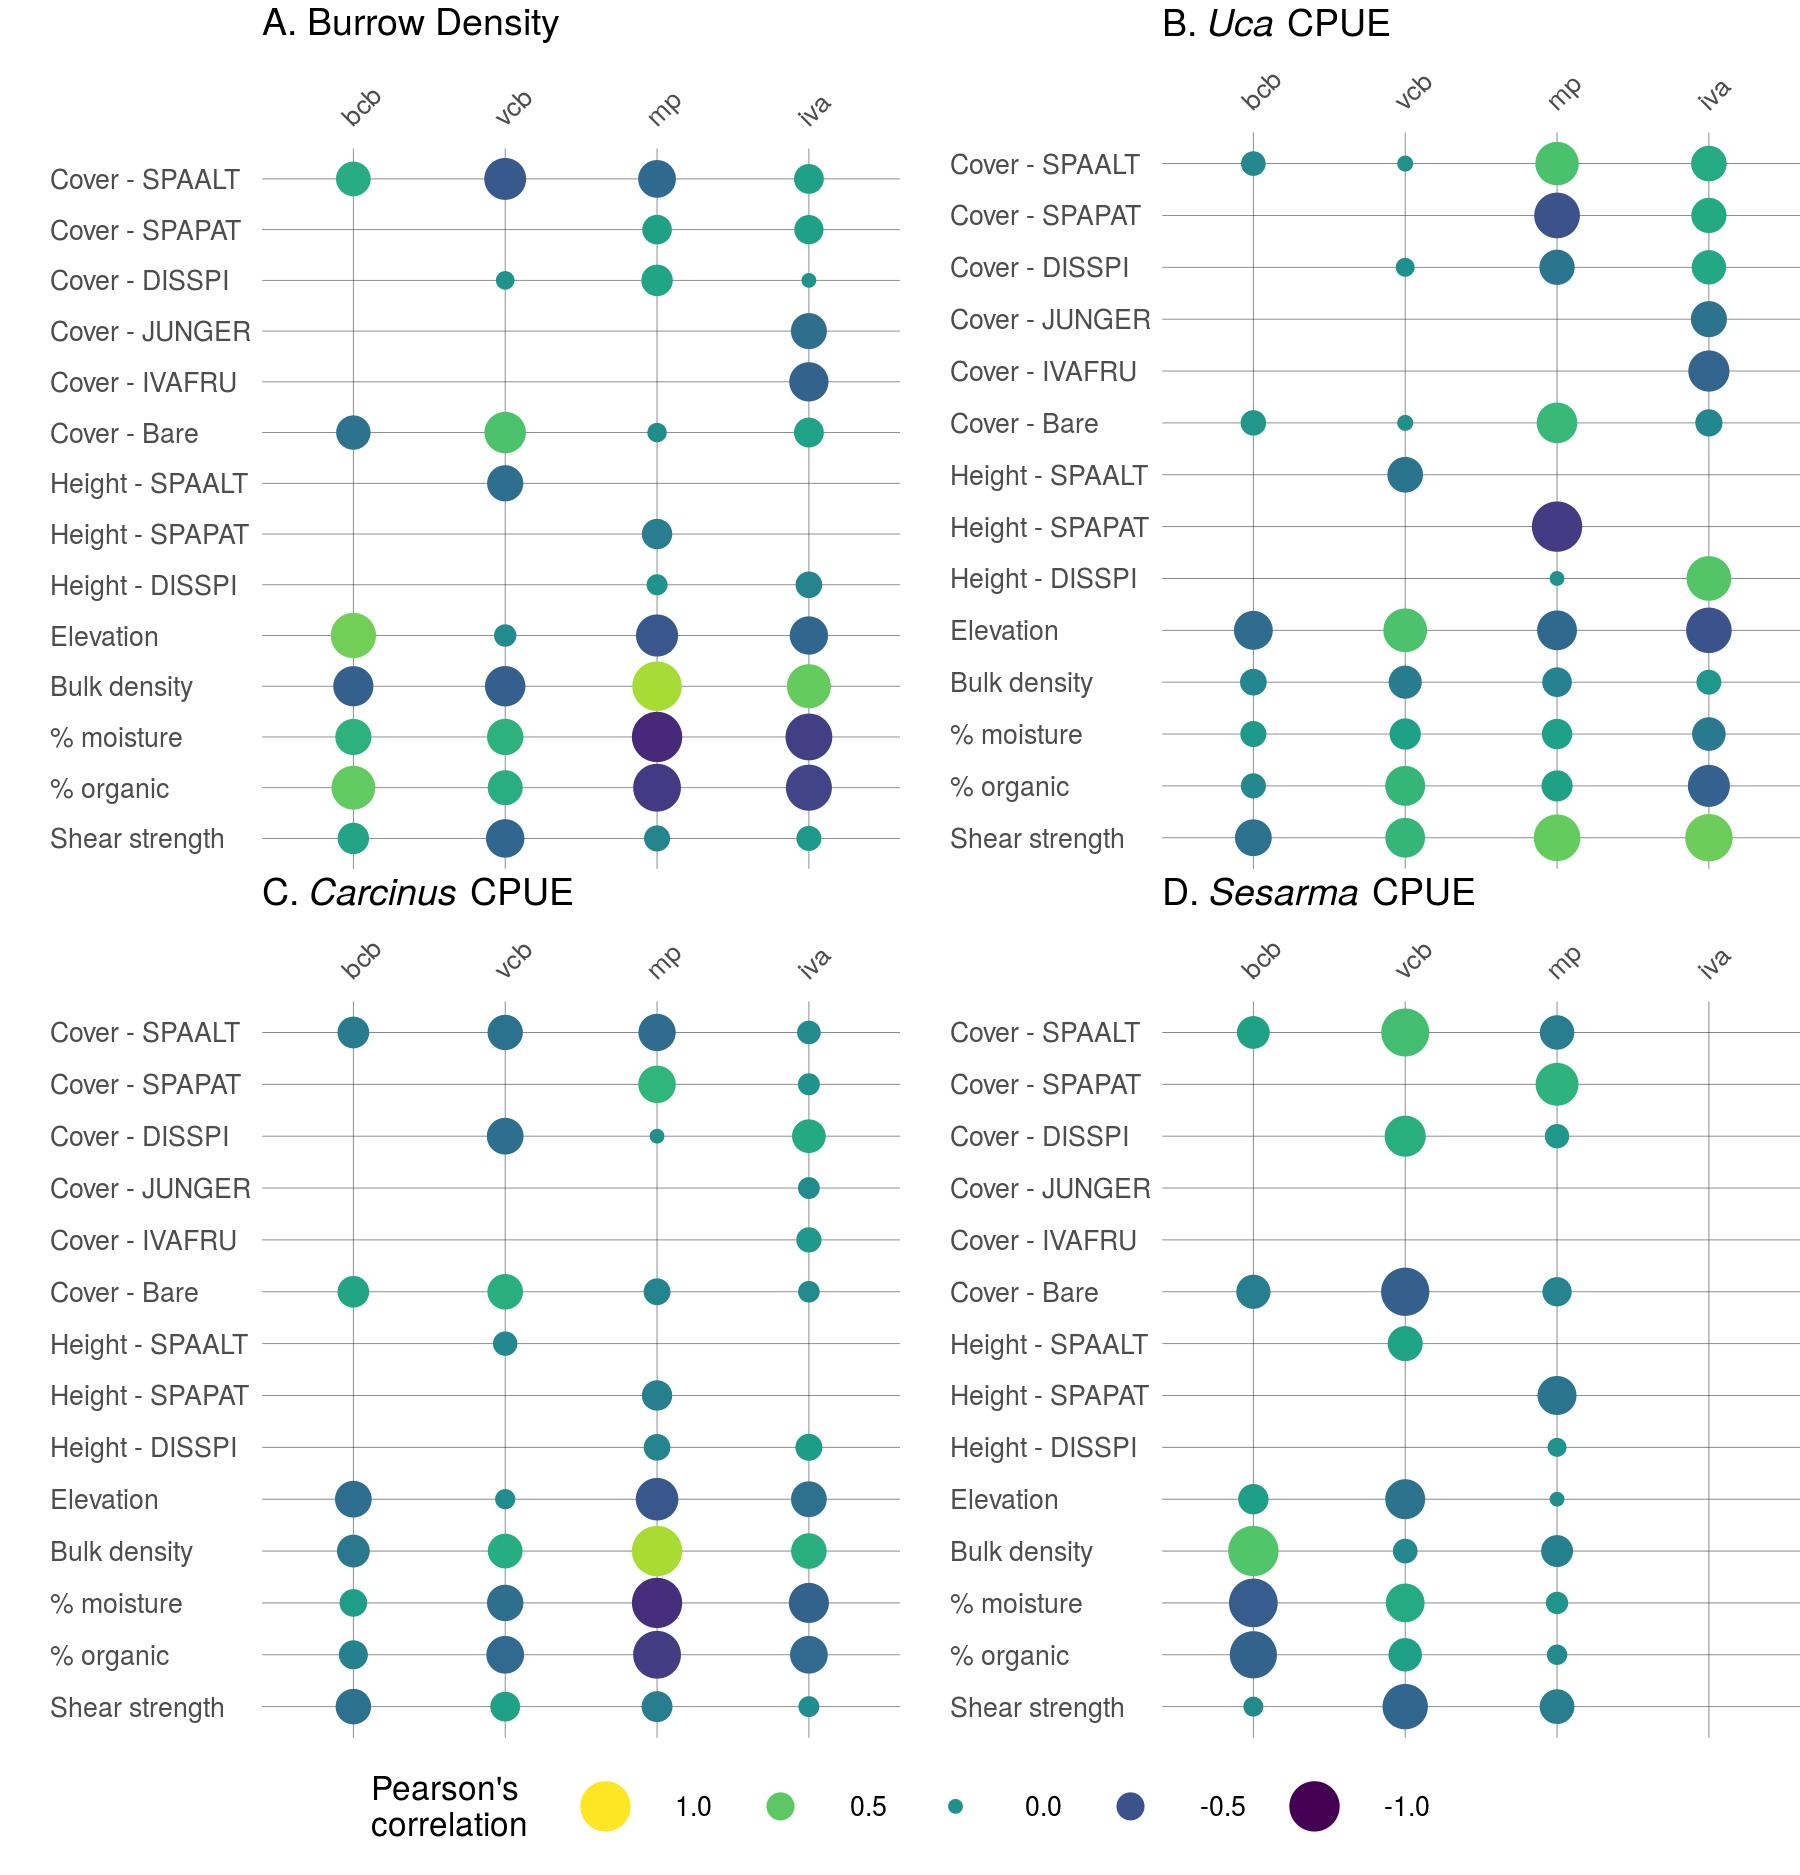 A. Burrow Density
bcb vcb mp iva
Cover - SPAALT
Cover - SPAPAT
Cover - DISSPI
Cover - JUNGER
Cover - IVAFRU
Cover - Bare
Height - SPAALT
Height - SPAPAT
Height - DISSPI
Elevation
Bulk density
% moisture
% organic
Shear strength
B. Uca CPUE
bcb vcb mp iva
Cover - SPAALT
Cover - SPAPAT
Cover - DISSPI
Cover - JUNGER
Cover - IVAFRU
Cover - Bare
Height - SPAALT
Height - SPAPAT
Height - DISSPI
Elevation
Bulk density
% moisture
% organic
Shear strength
C. Carcinus CPUE
bcb vcb mp iva
Cover - SPAALT
Cover - SPAPAT
Cover - DISSPI
Cover - JUNGER
Cover - IVAFRU
Cover - Bare
Height - SPAALT
Height - SPAPAT
Height - DISSPI
Elevation
Bulk density
% moisture
% organic
Shear strength
D. Sesarma CPUE
bcb vcb mp iva
Cover - SPAALT
Cover - SPAPAT
Cover - DISSPI
Cover - JUNGER
Cover - IVAFRU
Cover - Bare
Height - SPAALT
Height - SPAPAT
Height - DISSPI
Elevation
Bulk density
% moisture
% organic
Shear strength
Pearson's
correlation
1.0 0.5 0.0 -0.5 -1.0